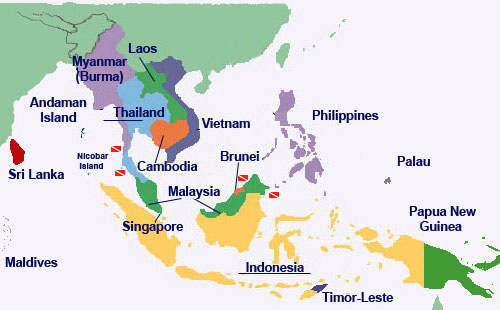 Laos
Myanmar
(Burma)
Andaman
Island
Thailand
Philippines
Vietnam
Nicobar
Island
Sri Lanka
Cambodia
Brunei
Palau
Malaysia
Singapore
Papua New
Guinea
Maldives
Indonesia
Timor-Leste